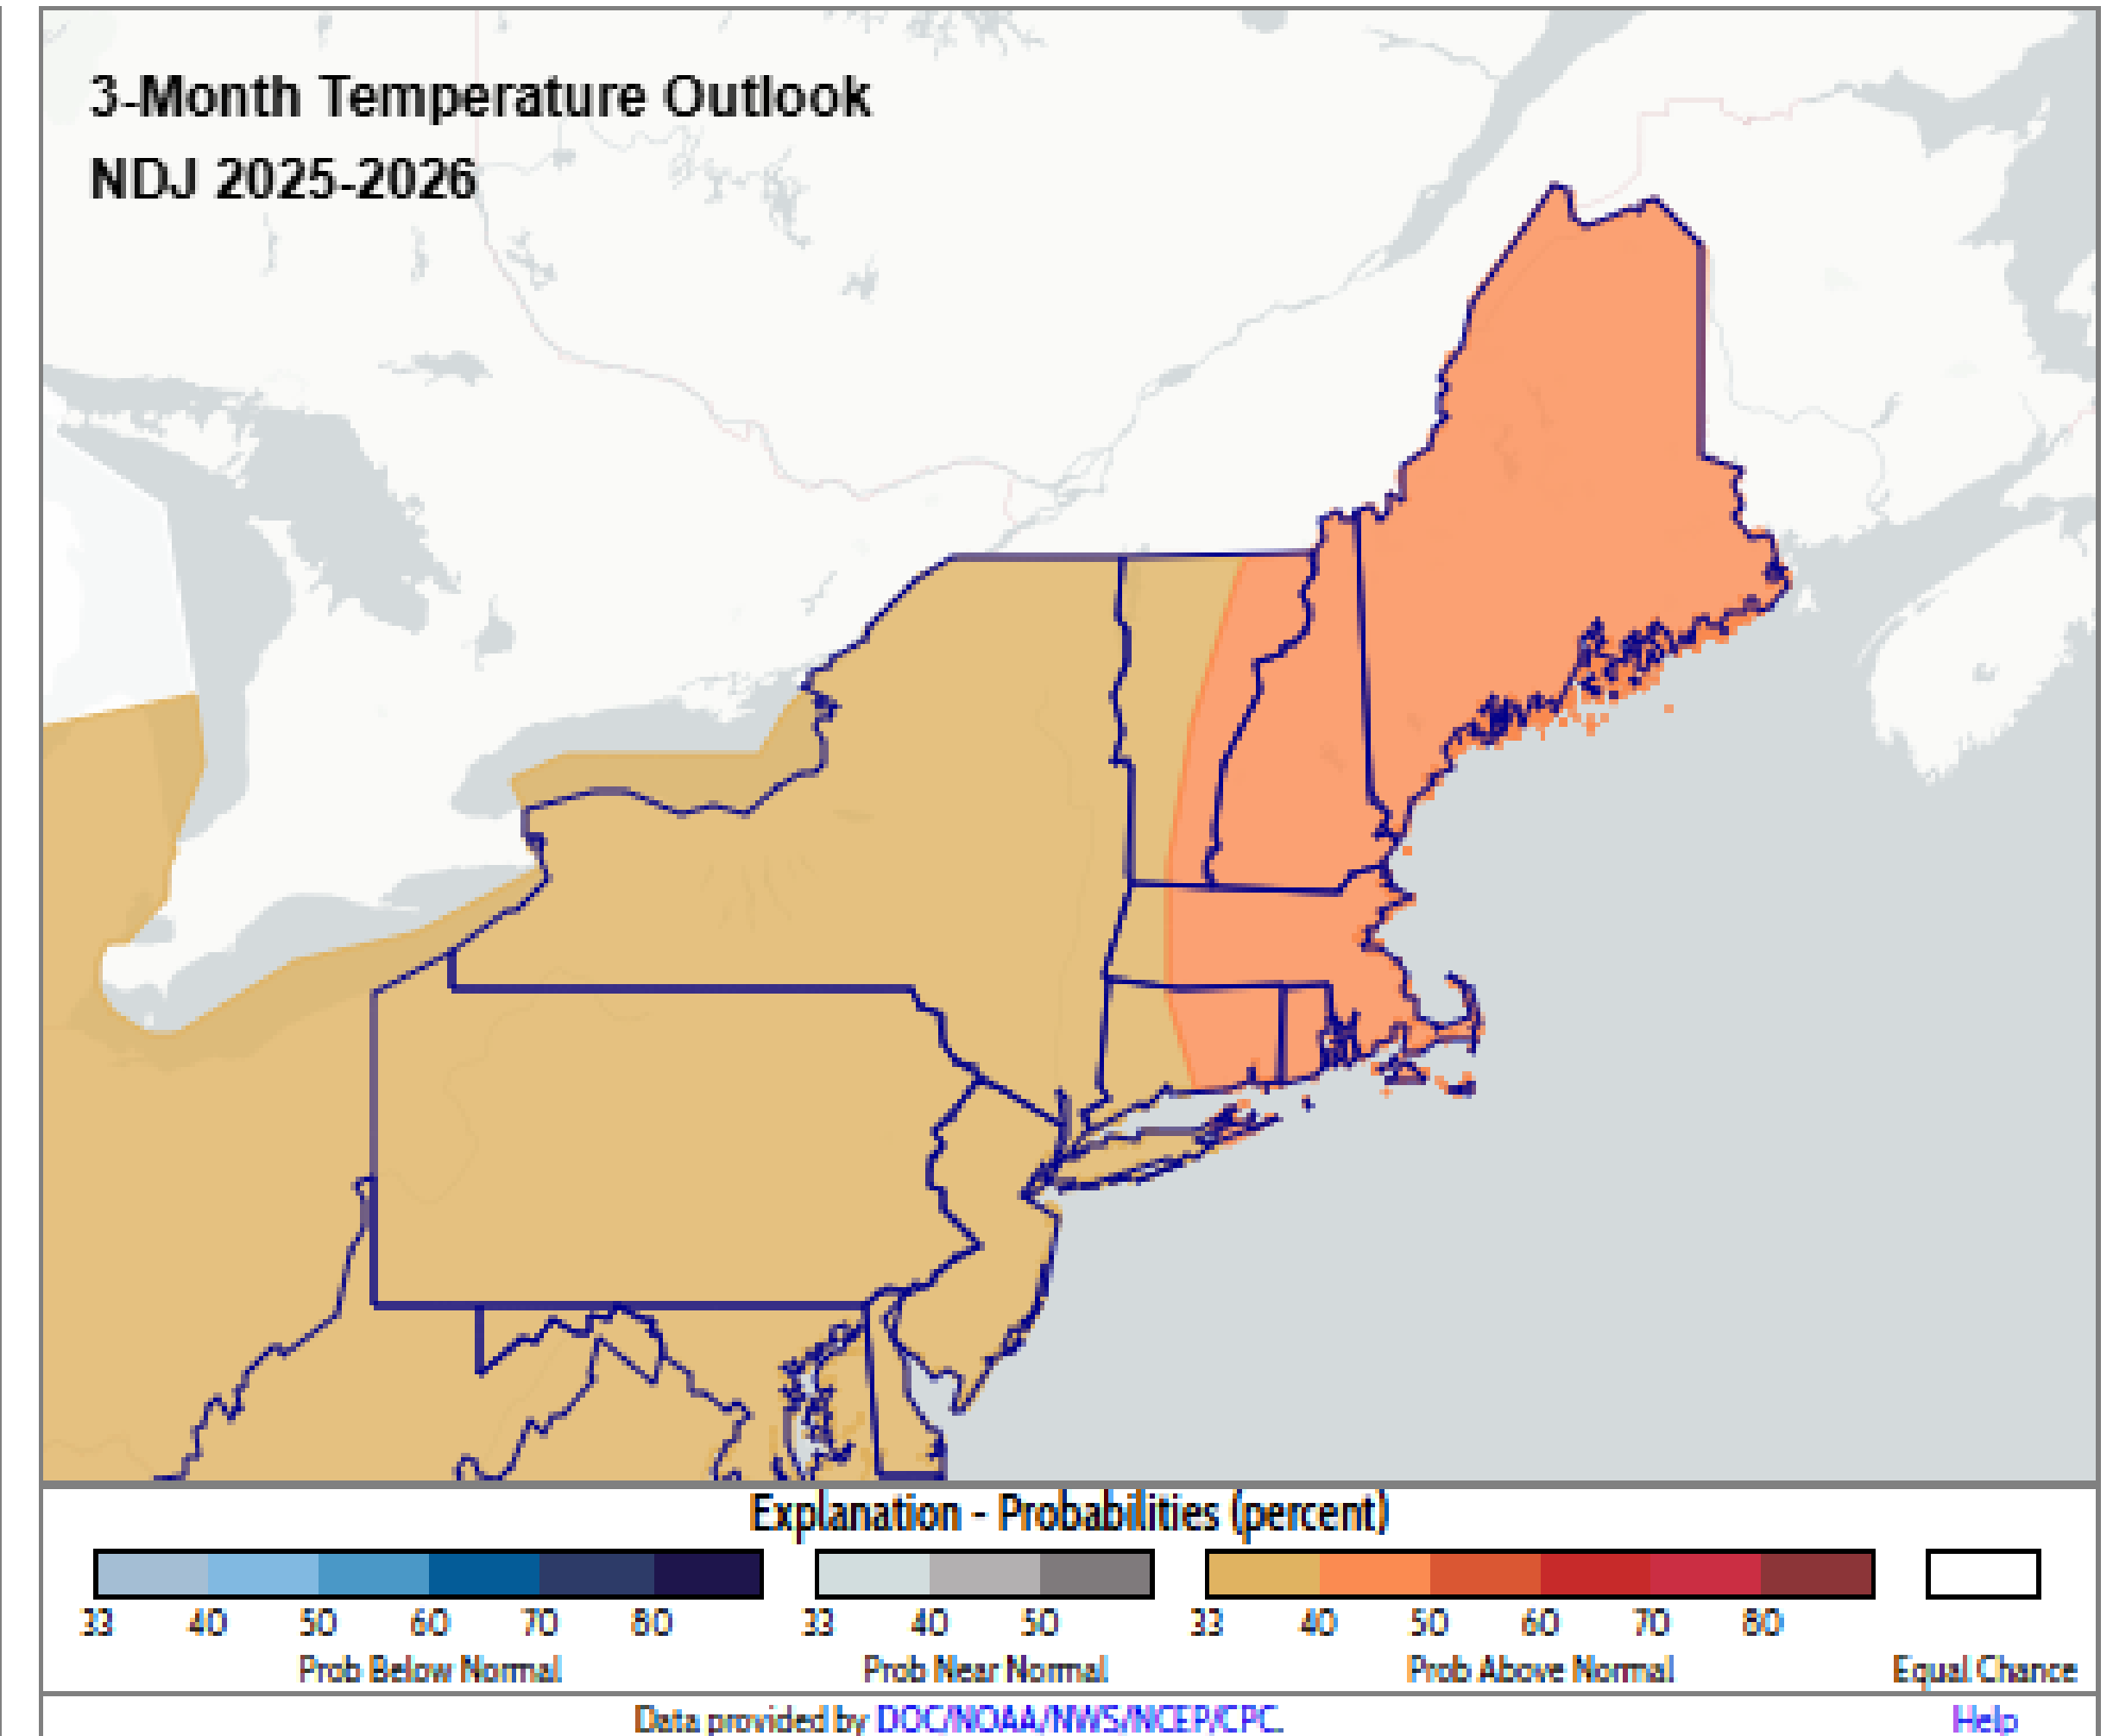 3-Month Temperature Outlook
NDJ 2025-2026
Explanation - Probabilities (percent)
33 40 50 60 70 80
33 40 50
33 40 50 60 70 80
Prob Below Normal
Prob Near Normal
Prob Above Normal
Equal Chance
Data provided by DOC/NOAA/NWS/NCEP/CPC.
Help